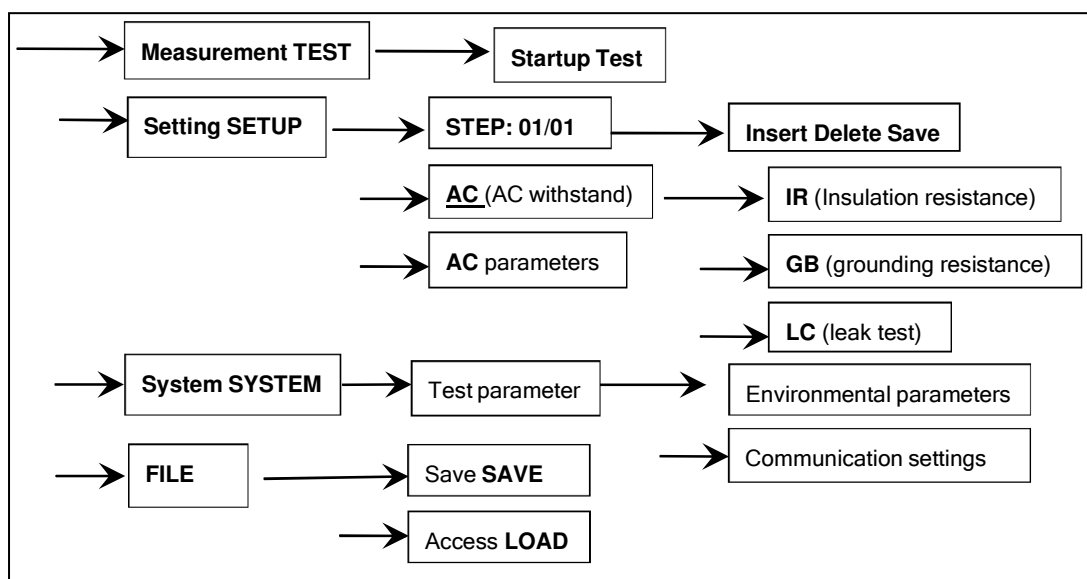 Measurement TEST
Startup Test
Setting SETUP
STEP: 01/01
Insert Delete Save
AC (AC withstand)
IR (Insulation resistance)
AC parameters
GB (grounding resistance)
LC (leak test)
System SYSTEM
Test parameter
Environmental parameters
FILE
Save SAVE
Communication settings
Access LOAD